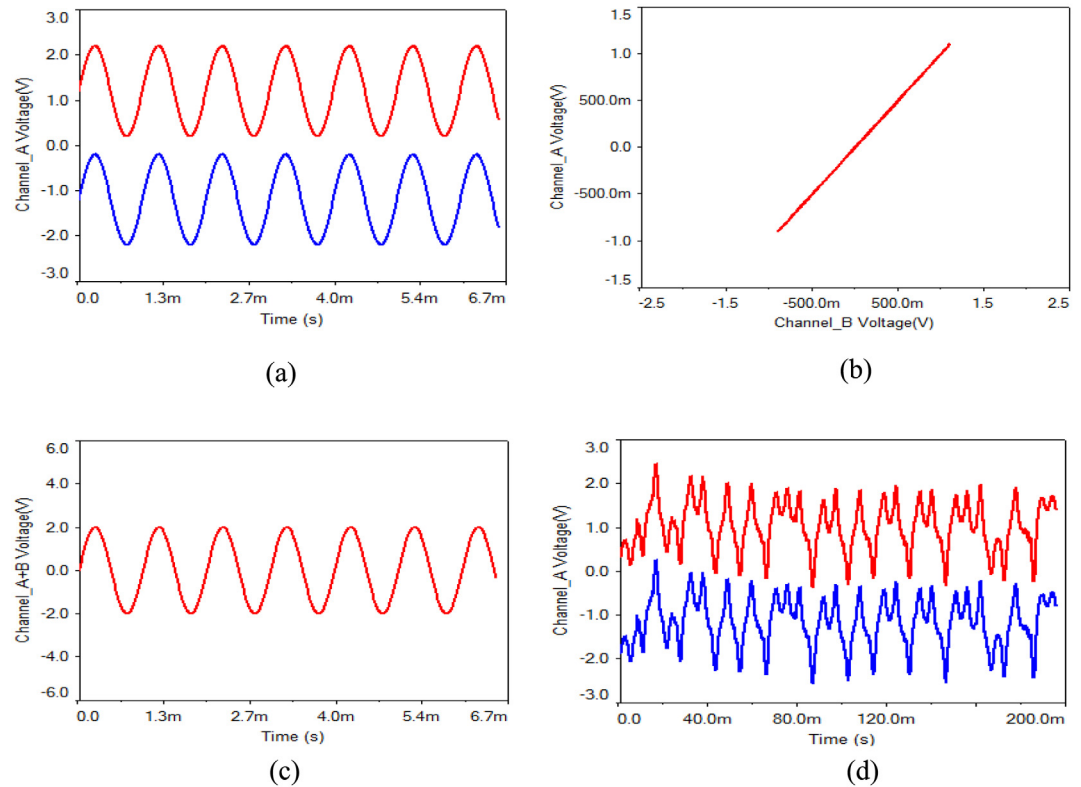 3.0
2.0
1.0
0.0
-1.0
-2.0
-3.0
Channel_A Voltage(V)
0.0 1.3m 2.7m 4.0m 5.4m 6.7m
Time (s)
(a)
1.5
1.0
500.0m
0.0
-500.0m
-1.0
-1.5
Channel_A Voltage(V)
-2.5 -1.5 -500.0m 500.0m 1.5 2.5
Channel_B Voltage(V)
(b)
6.0
4.0
2.0
0.0
-2.0
-4.0
-6.0
Channel_A+B Voltage(V)
0.0 1.3m 2.7m 4.0m 5.4m 6.7m
Time (s)
(c)
3.0
2.0
1.0
0.0
-1.0
-2.0
-3.0
Channel_A Voltage(V)
0.0 40.0m 80.0m 120.0m 200.0m
Time (s)
(d)